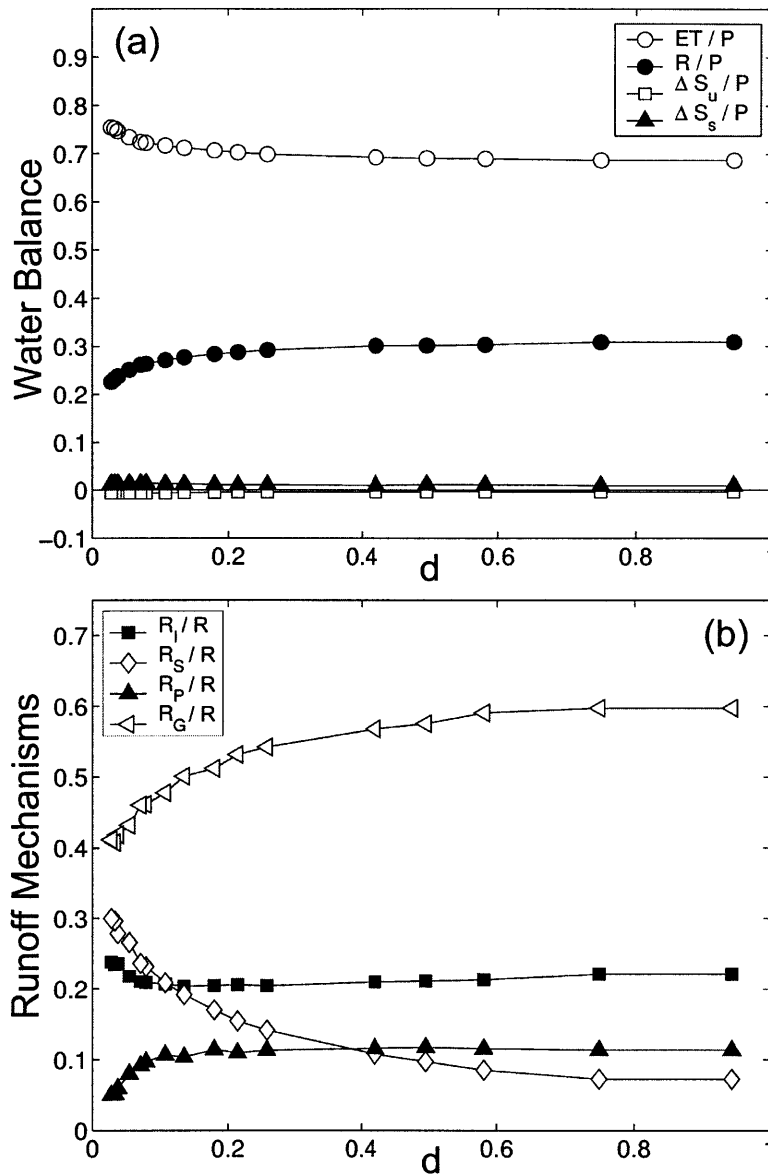 (a)
ET / P
R / P
Δ S_u / P
Δ S_s / P
Water Balance
0.9
0.8
0.7
0.6
0.5
0.4
0.3
0.2
0.1
0
−0.1
0
0.2
0.4
0.6
0.8
1
d
(b)
R_I / R
R_S / R
R_P / R
R_G / R
Runoff Mechanisms
0.7
0.6
0.5
0.4
0.3
0.2
0.1
0
0
0.2
0.4
0.6
0.8
d